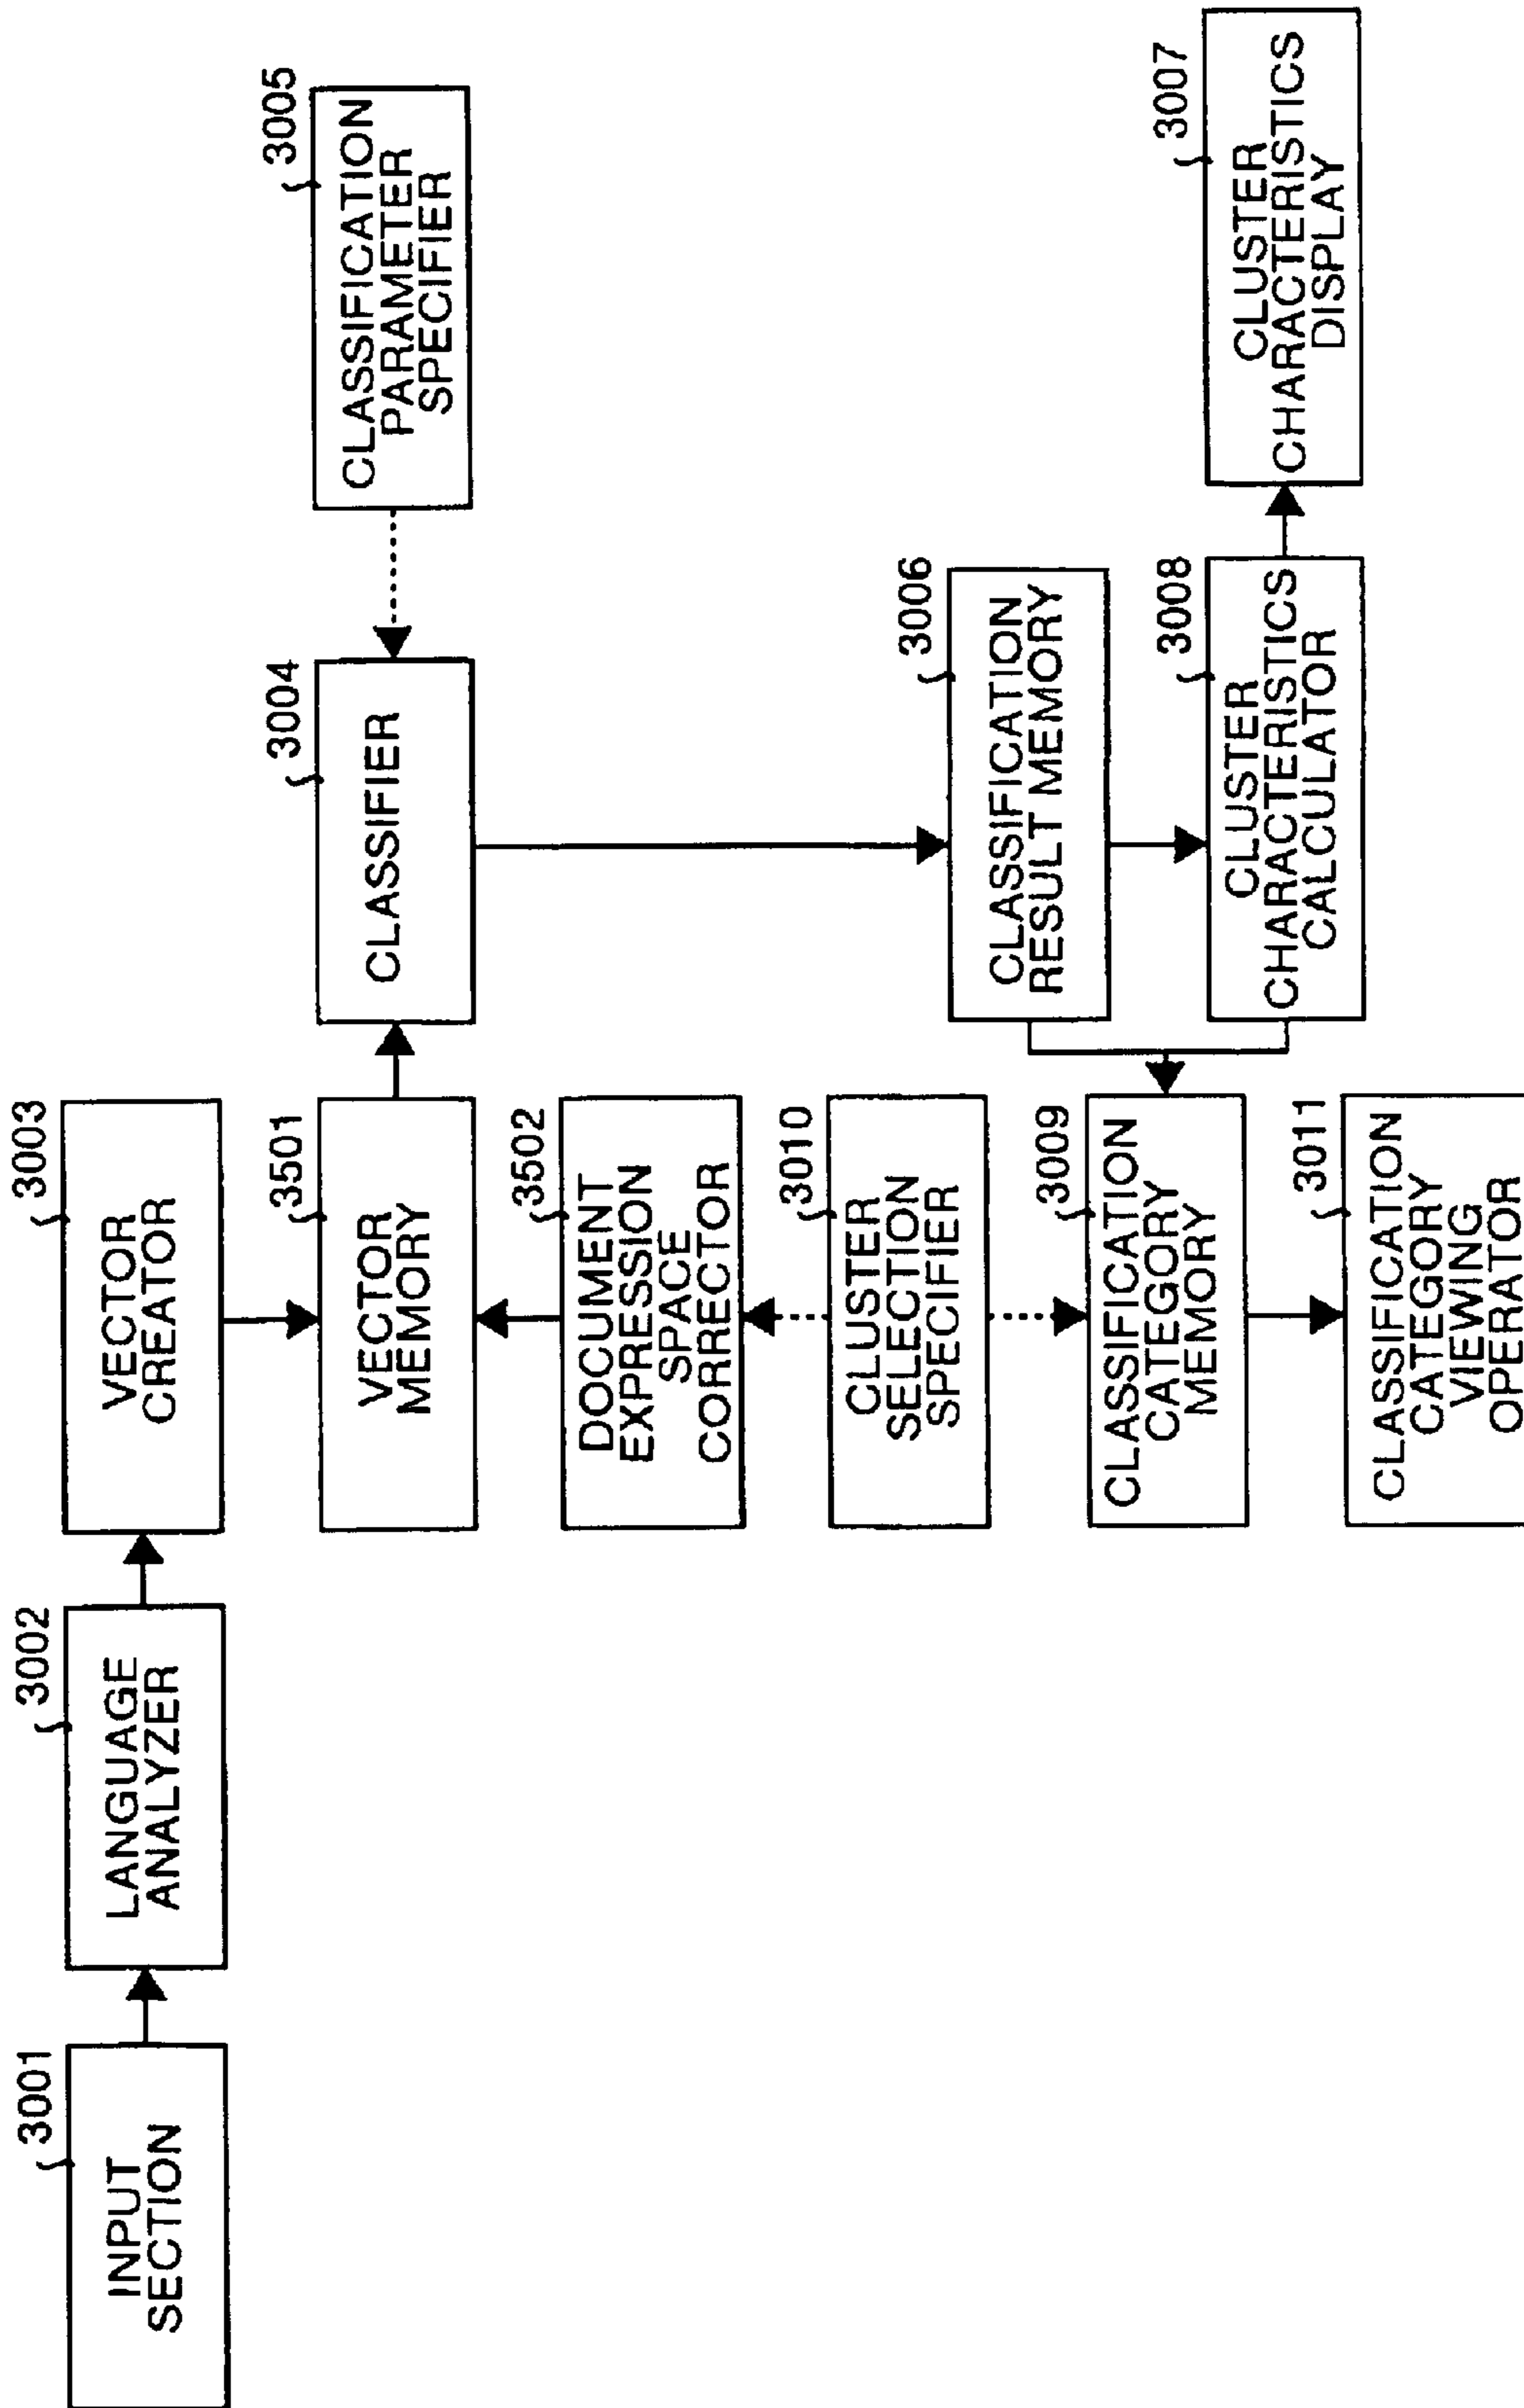 3001
INPUT
SECTION
3002
LANGUAGE
ANALYZER
3003
VECTOR
CREATOR
3501
VECTOR
MEMORY
3004
CLASSIFIER
3005
CLASSIFICATION
PARAMETER
SPECIFIER
3502
DOCUMENT
EXPRESSION
SPACE
CORRECTOR
3010
CLUSTER
SELECTION
SPECIFIER
3006
CLASSIFICATION
RESULT MEMORY
3009
CLASSIFICATION
CATEGORY
MEMORY
3008
CLUSTER
CHARACTERISTICS
CALCULATOR
3007
CLUSTER
CHARACTERISTICS
DISPLAY
3011
CLASSIFICATION
CATEGORY
VIEWING
OPERATOR